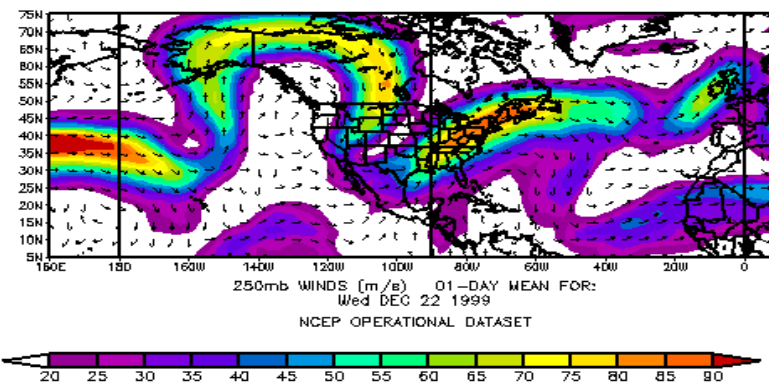 75N
70N
65N
60N
55N
50N
45N
40N
35N
30N
25N
20N
15N
10N
5N
160E 180 160W 140W 120W 100W 80W 60W 40W 20W 0
250mb WINDS (m/s) 01-DAY MEAN FOR:
Wed DEC 22 1999
NCEP OPERATIONAL DATASET
20 25 30 35 40 45 50 55 60 65 70 75 80 85 90